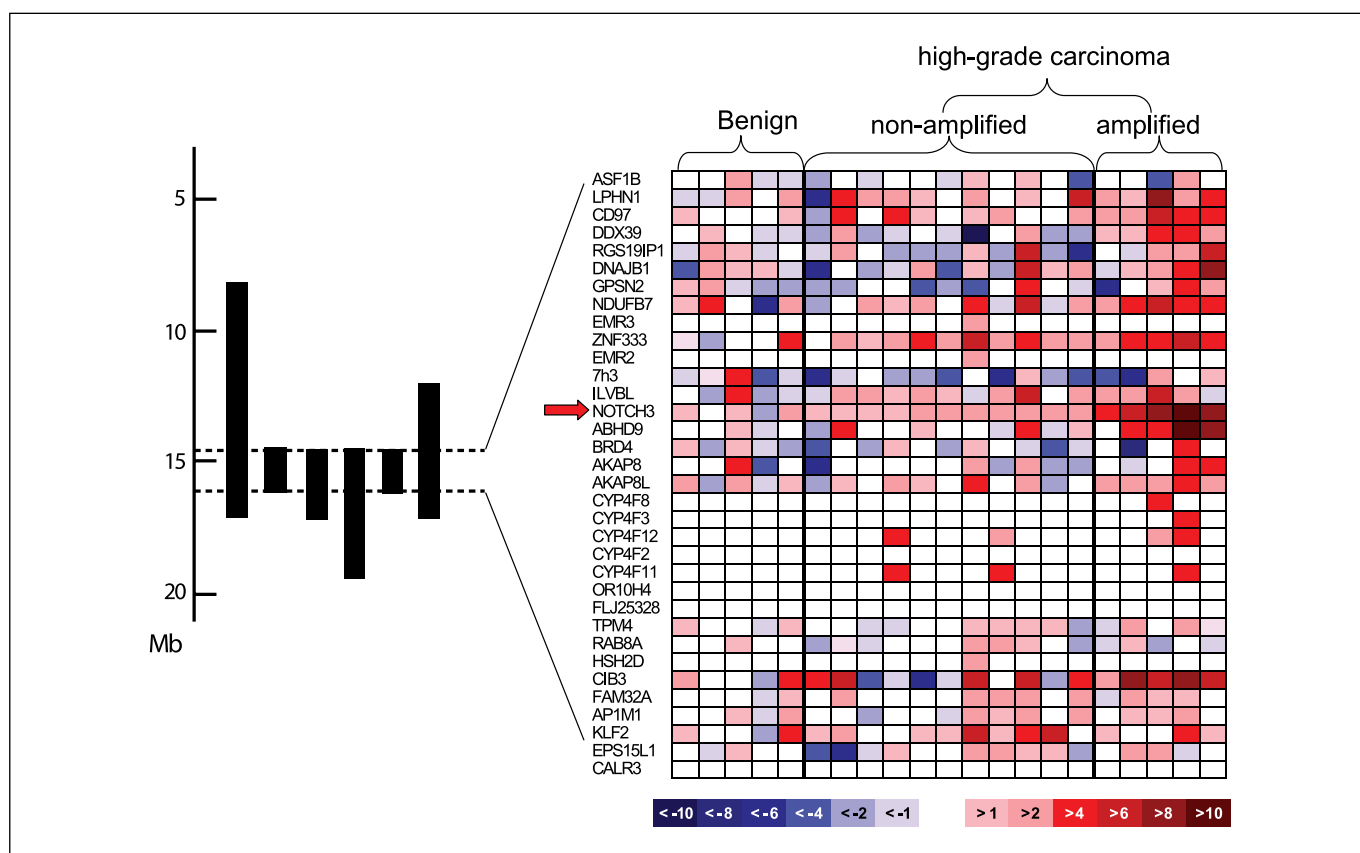 high-grade carcinoma
Benign
non-amplified
amplified
5
10
15
20
Mb
ASF1B
LPHN1
CD97
DDX39
RGS19IP1
DNAJB1
GPSN2
NDUFB7
EMR3
ZNF333
EMR2
7h3
ILVBL
NOTCH3
ABHD9
BRD4
AKAP8
AKAP8L
CYP4F8
CYP4F3
CYP4F12
CYP4F2
CYP4F11
OR10H4
FLJ25328
TPM4
RAB8A
HSH2D
CIB3
FAM32A
AP1M1
KLF2
EPS15L1
CALR3
<-10 <-8 <-6 <-4 <-2 <-1 >1 >2 >4 >6 >8 >10